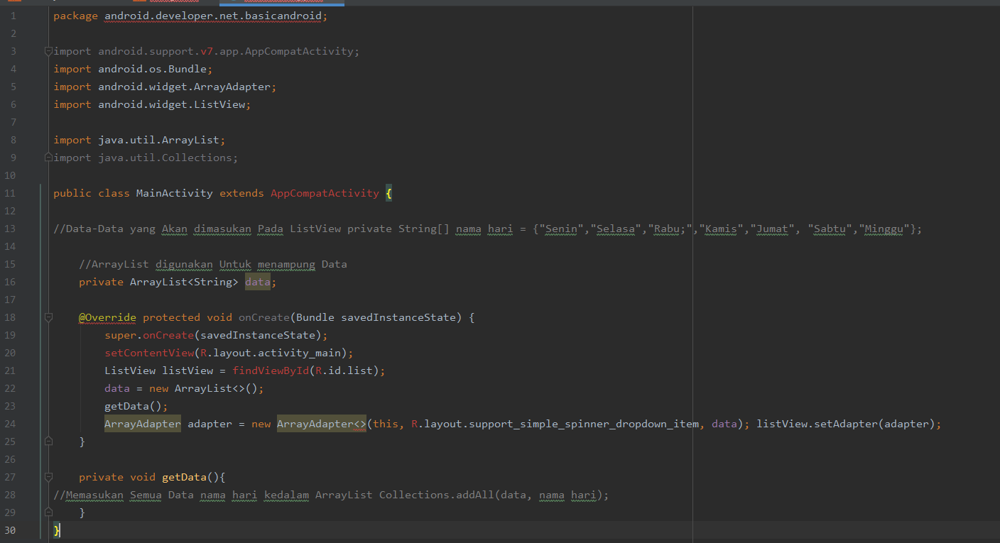 1 package android.developer.net.basicandroid;
2
3 import android.support.v7.app.AppCompatActivity;
4 import android.os.Bundle;
5 import android.widget.ArrayAdapter;
6 import android.widget.ListView;
7
8 import java.util.ArrayList;
9 import java.util.Collections;
10
11 public class MainActivity extends AppCompatActivity {
12
13 //Data-Data yang Akan dimasukan Pada ListView private String[] nama hari = {"Senin","Selasa","Rabu;","Kamis","Jumat", "Sabtu","Minggu"};
14
15 //ArrayList digunakan Untuk menampung Data
16 private ArrayList<String> data;
17
18 @Override protected void onCreate(Bundle savedInstanceState) {
19 super.onCreate(savedInstanceState);
20 setContentView(R.layout.activity_main);
21 ListView listView = findViewById(R.id.list);
22 data = new ArrayList<>();
23 getData();
24 ArrayAdapter adapter = new ArrayAdapter<>(this, R.layout.support_simple_spinner_dropdown_item, data); listView.setAdapter(adapter);
25 }
26
27 private void getData(){
28 //Memasukan Semua Data nama hari kedalam ArrayList Collections.addAll(data, nama hari);
29 }
30 }